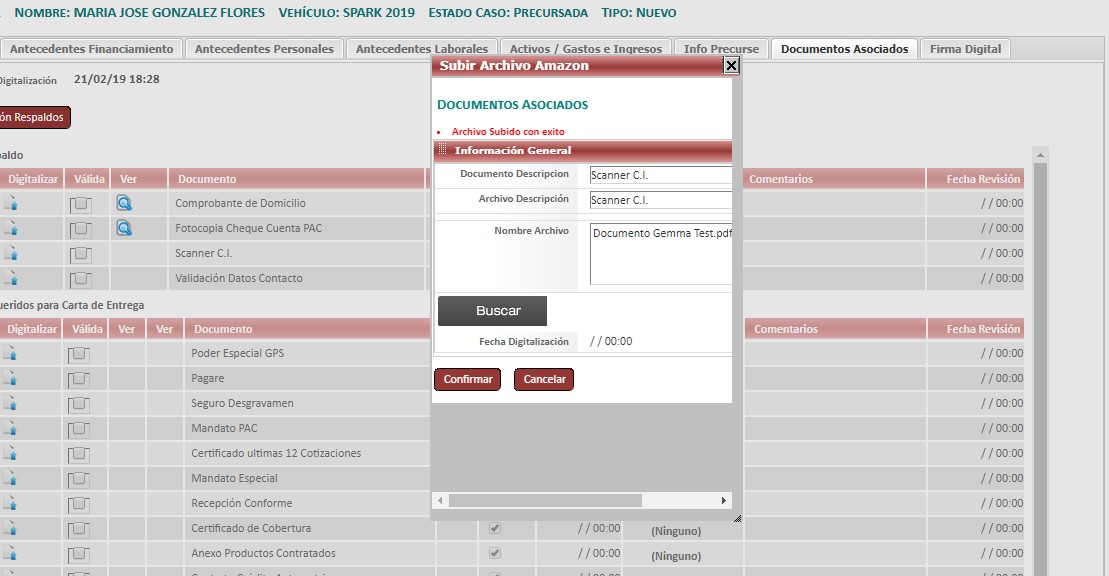 NOMBRE: MARIA JOSE GONZALEZ FLORES VEHÍCULO: SPARK 2019 ESTADO CASO: PRECURSADA TIPO: NUEVO
Antecedentes Financiamiento Antecedentes Personales Antecedentes Laborales Activos / Gastos e Ingresos Info Precurse Documentos Asociados Firma Digital
Digitalización 21/02/19 18:28
ón Respaldos
paldo
Digitalizar Válida Ver Documento Comentarios Fecha Revisión
Comprobante de Domicilio / / 00:00
Fotocopia Cheque Cuenta PAC / / 00:00
Scanner C.I. / / 00:00
Validación Datos Contacto / / 00:00
ueridos para Carta de Entrega
Digitalizar Válida Ver Ver Documento Comentarios Fecha Revisión
Poder Especial GPS / / 00:00
Pagare / / 00:00
Seguro Desgravamen / / 00:00
Mandato PAC / / 00:00
Certificado ultimas 12 Cotizaciones / / 00:00
Mandato Especial / / 00:00
Recepción Conforme / / 00:00
Certificado de Cobertura / / 00:00 (Ninguno) / / 00:00
Anexo Productos Contratados / / 00:00 (Ninguno) / / 00:00
Subir Archivo Amazon
DOCUMENTOS ASOCIADOS
Archivo Subido con exito
Información General
Documento Descripcion Scanner C.I.
Archivo Descripción Scanner C.I.
Nombre Archivo Documento Gemma Test.pdf
Buscar
Fecha Digitalización / / 00:00
Confirmar Cancelar